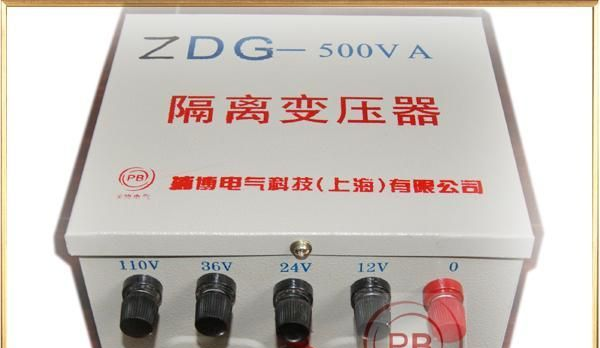 ZDG-500VA
隔离变压器
PB
博电气科技(上海)有限公司
110V 36V 24V 12V 0
PB